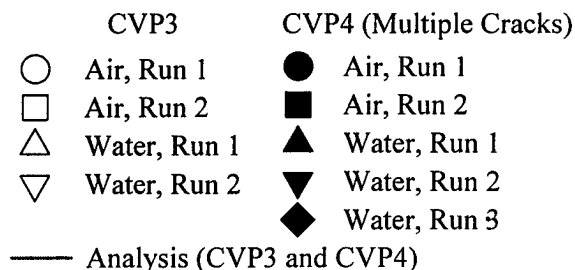 CVP3 CVP4 (Multiple Cracks)
Air, Run 1 Air, Run 1
Air, Run 2 Air, Run 2
Water, Run 1 Water, Run 1
Water, Run 2 Water, Run 2
Water, Run 3
Analysis (CVP3 and CVP4)